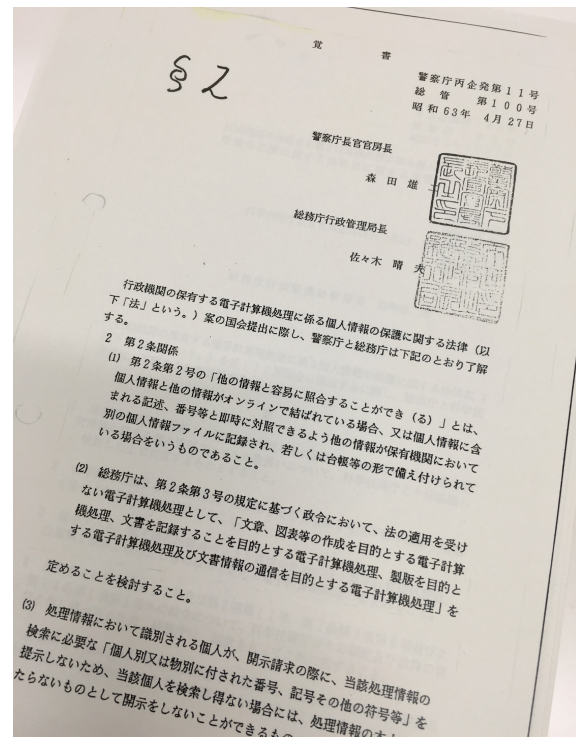 覚 書
§2
警察庁丙企発第11号
総管 第100号
昭和63年 4月27日
警察庁長官官房長
森田雄
総務庁行政管理局長
佐々木 晴夫
行政機関の保有する電子計算機処理に係る個人情報の保護に関する法律（以
下「法」という。）案の国会提出に際し、警察庁と総務庁は下記のとおり了解
する。
2 第2条関係
(1) 第2条第2号の「他の情報と容易に照合することができ（る）」とは、
個人情報と他の情報がオンラインで結ばれている場合、又は個人情報に含
まれる記述、番号等と即時に対照できるよう他の情報が保有機関において
別の個人情報ファイルに記録され、若しくは台帳等の形で備え付けられて
いる場合をいうものであること。
(2) 総務庁は、第2条第3号の規定に基づく政令において、法の適用を受け
ない電子計算機処理として、「文章、図表等の作成を目的とする電子計算
機処理、文書を記録することを目的とする電子計算機処理、製版を目的と
する電子計算機処理及び文書情報の通信を目的とする電子計算機処理」を
定めることを検討すること。
(3) 処理情報において識別される個人が、開示請求の際に、当該処理情報の
検索に必要な「個人別又は物別に付された番号、記号その他の符号等」を
提示しないため、当該個人を検索し得ない場合には、処理情報の
たらないものとして開示をしないことができるもの